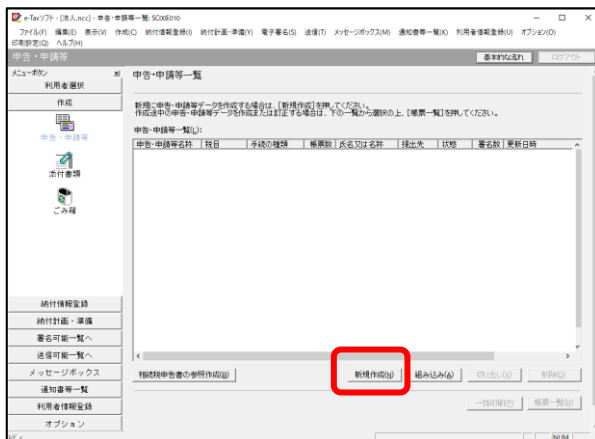 e-Taxソフト - [法人.ncc] - 申告・申請等一覧: SC00E010
ファイル(F) 編集(E) 表示(V) 作成(C) 納付情報登録(I) 納付計画・準備(Y) 電子署名(S) 送信(T) メッセージボックス(M) 通知書等一覧(K) 利用者情報登録(U) オプション(O)
印刷設定(Q) ヘルプ(H)
申告・申請等 基本的な流れ ログアウト
メニューボタン
利用者選択
作成
申告・申請等
添付書類
ごみ箱
納付情報登録
納付計画・準備
署名可能一覧へ
送信可能一覧へ
メッセージボックス
通知書等一覧
利用者情報登録
オプション
申告・申請等一覧
新規に申告・申請等データを作成する場合は、[新規作成]を押してください。
作成途中の申告・申請等データを作成または訂正する場合は、下の一覧から選択の上、[帳票一覧]を押してください。
申告・申請等一覧(L):
申告・申請等名称 税目 手続の種類 帳票数 氏名又は名称 提出先 状態 署名数 更新日時
相続税申告書の参照作成(W) 新規作成(N) 組み込み(A) 切り出し(X) 削除(D)
一括印刷(P) 帳票一覧(E)
NUM